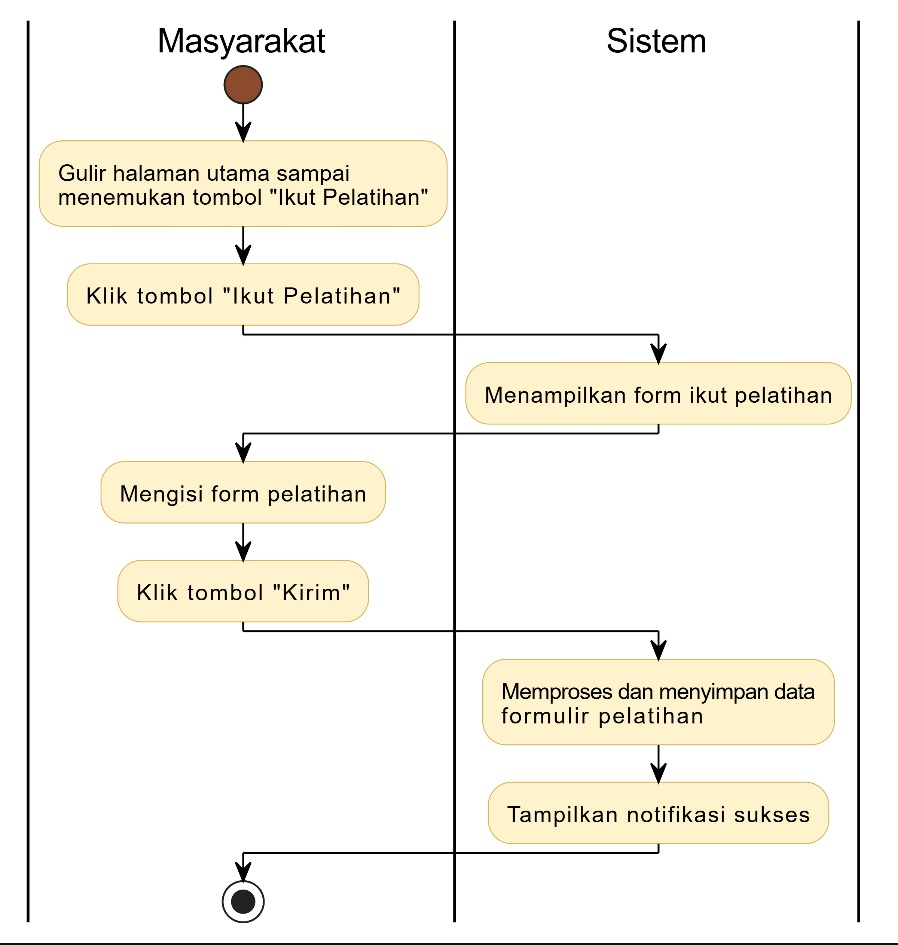 Masyarakat
Sistem
Gulir halaman utama sampai
menemukan tombol "Ikut Pelatihan"
Klik tombol "Ikut Pelatihan"
Menampilkan form ikut pelatihan
Mengisi form pelatihan
Klik tombol "Kirim"
Memproses dan menyimpan data
formulir pelatihan
Tampilkan notifikasi sukses